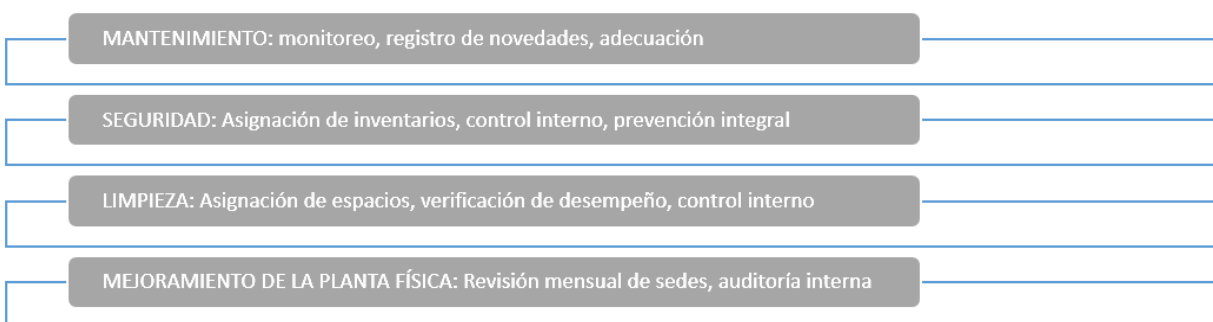 MANTENIMIENTO: monitoreo, registro de novedades, adecuación
SEGURIDAD: Asignación de inventarios, control interno, prevención integral
LIMPIEZA: Asignación de espacios, verificación de desempeño, control interno
MEJORAMIENTO DE LA PLANTA FÍSICA: Revisión mensual de sedes, auditoría interna